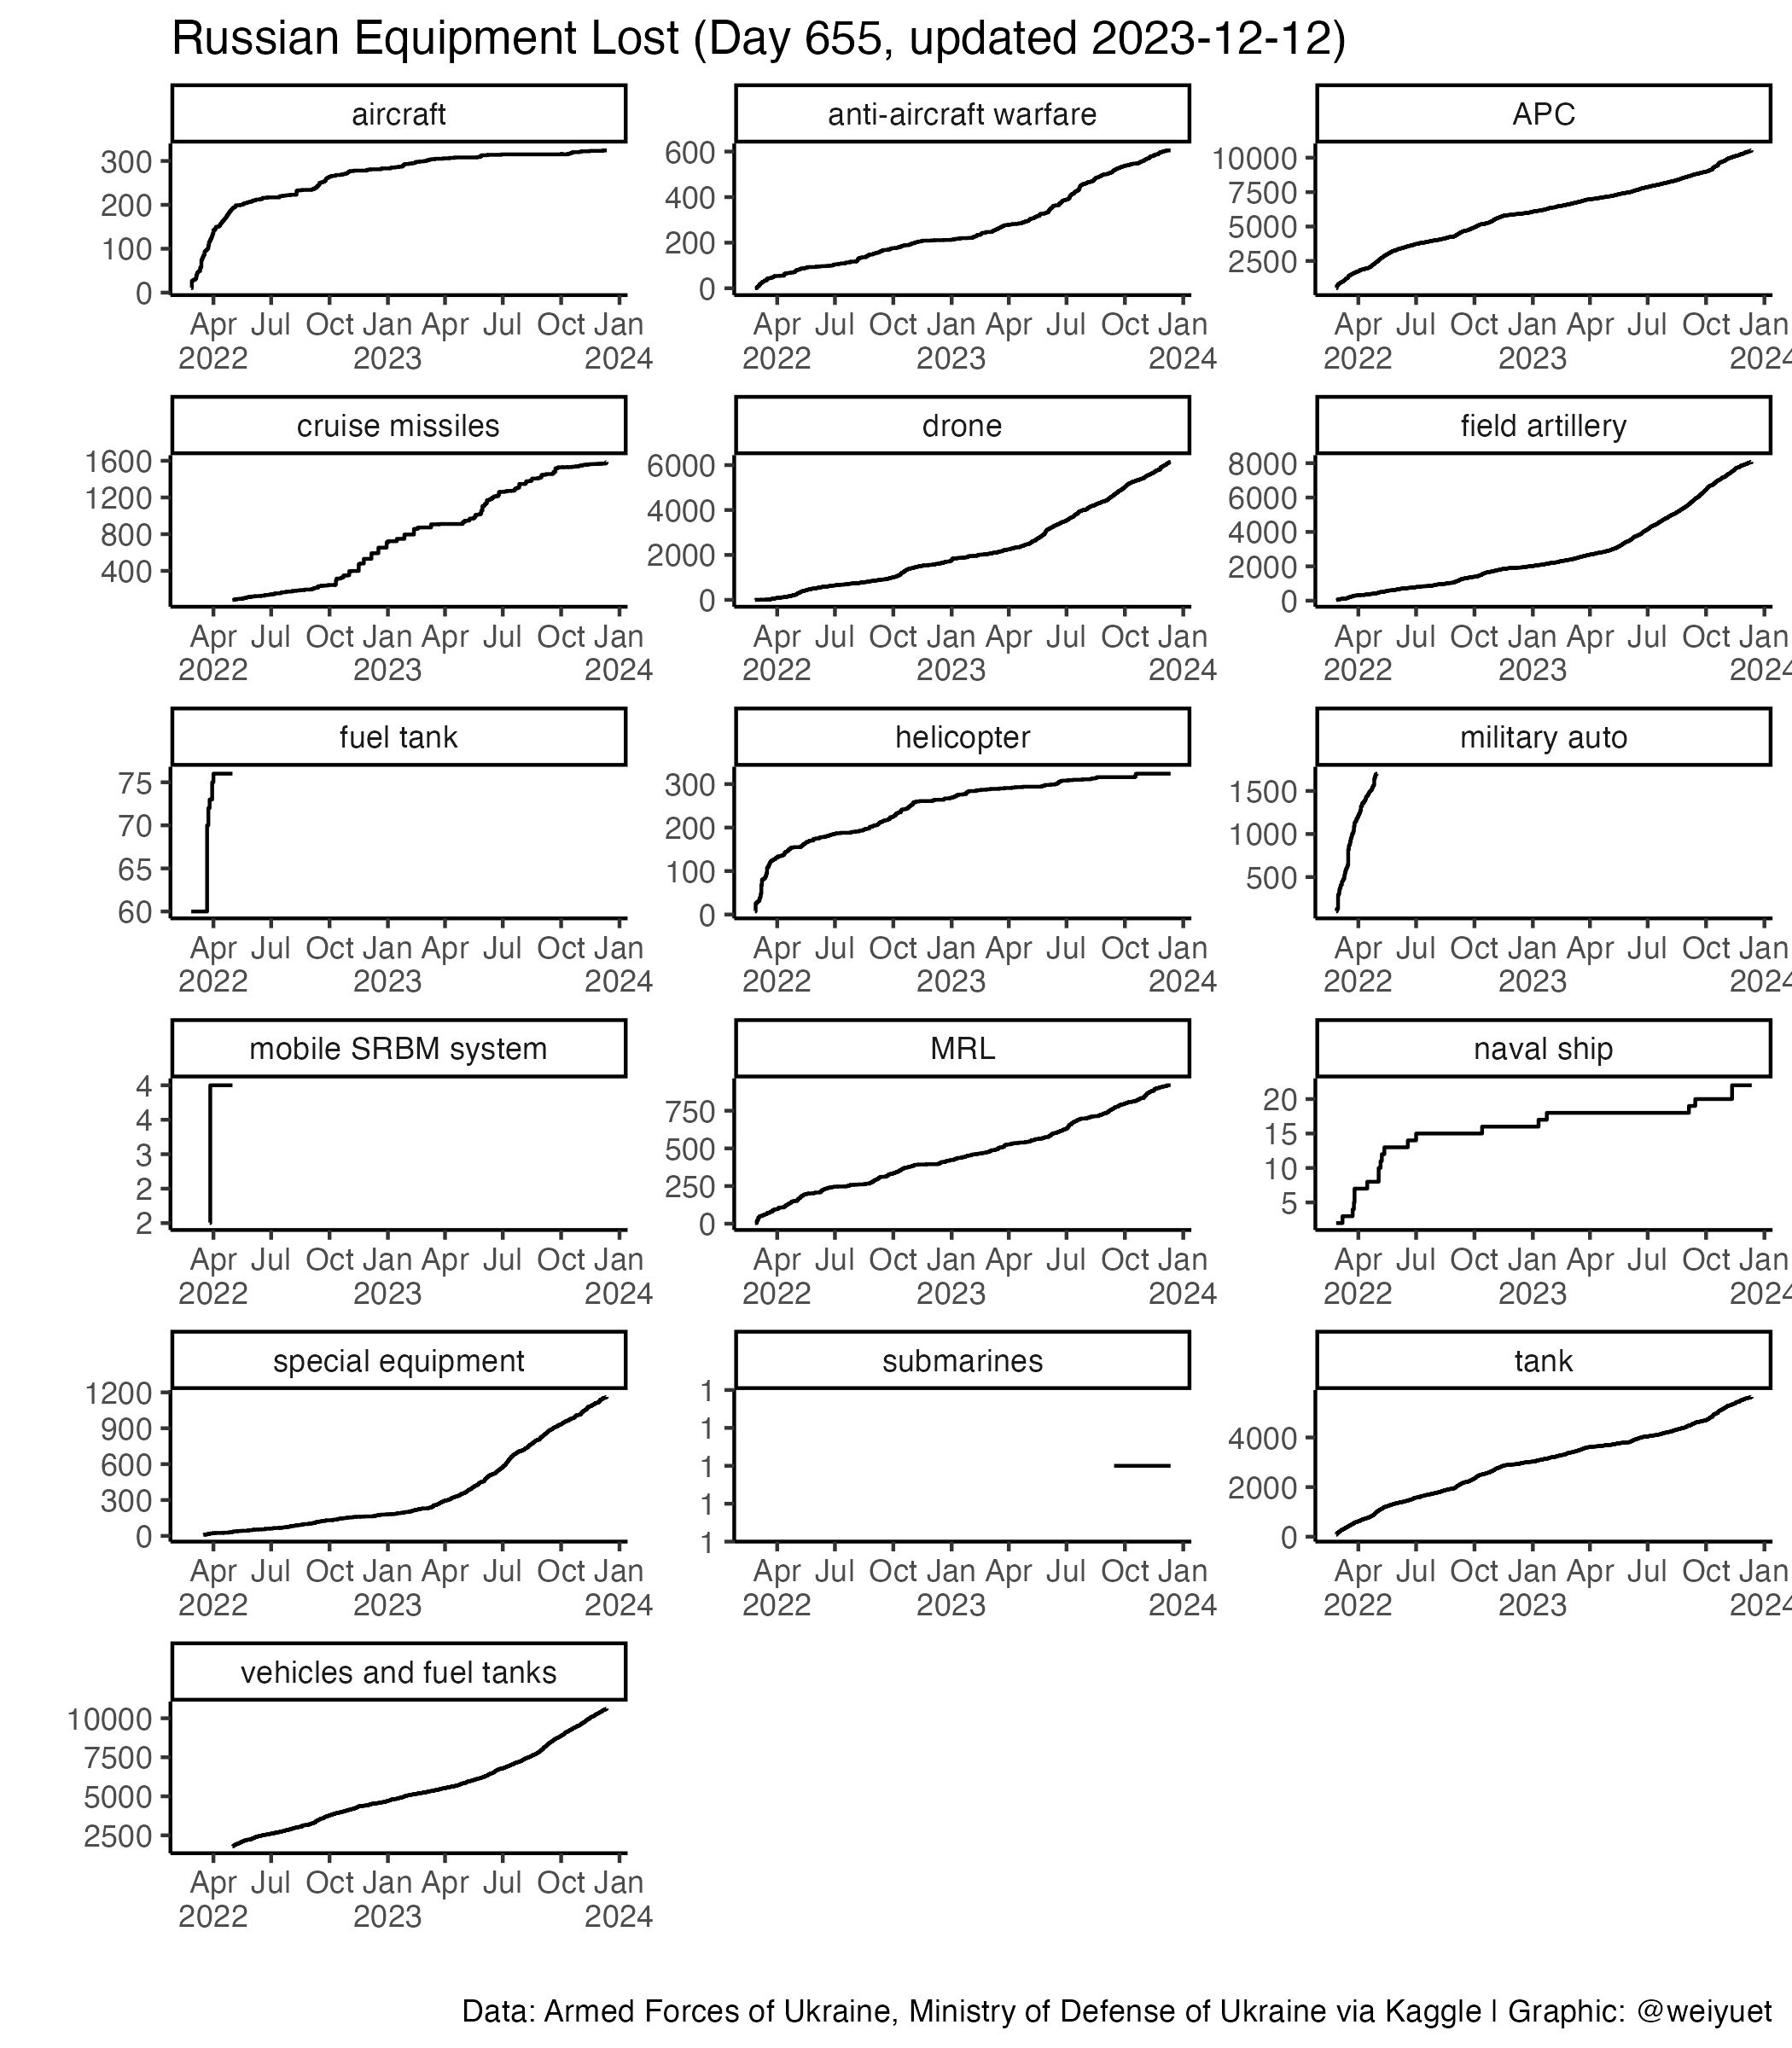 Russian Equipment Lost (Day 655, updated 2023-12-12)
aircraft
300
200
100
0
Apr Jul Oct Jan Apr Jul Oct Jan
2022 2023 2024
anti-aircraft warfare
600
400
200
0
Apr Jul Oct Jan Apr Jul Oct Jan
2022 2023 2024
APC
10000
7500
5000
2500
Apr Jul Oct Jan Apr Jul Oct Jan
2022 2023 2024
cruise missiles
1600
1200
800
400
Apr Jul Oct Jan Apr Jul Oct Jan
2022 2023 2024
drone
6000
4000
2000
0
Apr Jul Oct Jan Apr Jul Oct Jan
2022 2023 2024
field artillery
8000
6000
4000
2000
0
Apr Jul Oct Jan Apr Jul Oct Jan
2022 2023 2024
fuel tank
75
70
65
60
Apr Jul Oct Jan Apr Jul Oct Jan
2022 2023 2024
helicopter
300
200
100
0
Apr Jul Oct Jan Apr Jul Oct Jan
2022 2023 2024
military auto
1500
1000
500
Apr Jul Oct Jan Apr Jul Oct Jan
2022 2023 2024
mobile SRBM system
4
4
3
2
2
Apr Jul Oct Jan Apr Jul Oct Jan
2022 2023 2024
MRL
750
500
250
0
Apr Jul Oct Jan Apr Jul Oct Jan
2022 2023 2024
naval ship
20
15
10
5
Apr Jul Oct Jan Apr Jul Oct Jan
2022 2023 2024
special equipment
1200
900
600
300
0
Apr Jul Oct Jan Apr Jul Oct Jan
2022 2023 2024
submarines
1
1
1
1
1
Apr Jul Oct Jan Apr Jul Oct Jan
2022 2023 2024
tank
4000
2000
0
Apr Jul Oct Jan Apr Jul Oct Jan
2022 2023 2024
vehicles and fuel tanks
10000
7500
5000
2500
Apr Jul Oct Jan Apr Jul Oct Jan
2022 2023 2024
Data: Armed Forces of Ukraine, Ministry of Defense of Ukraine via Kaggle | Graphic: @weiyuet